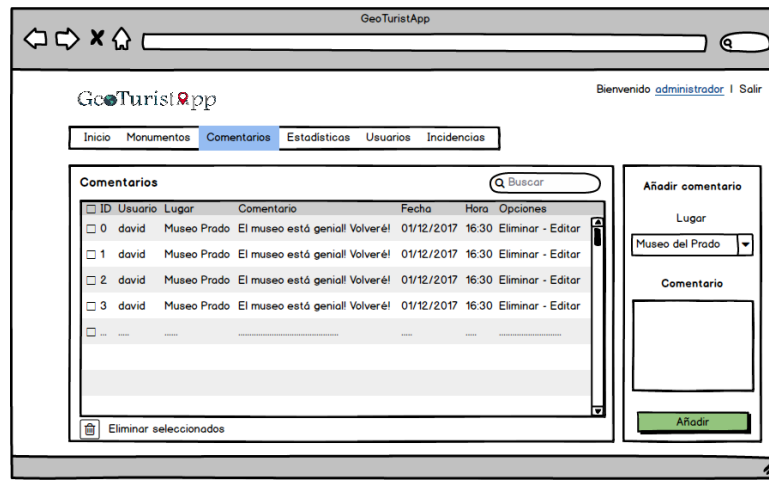 GeoTuristApp
GeoTuristApp
Bienvenido administrador | Salir
Inicio Monumentos Comentarios Estadísticas Usuarios Incidencias
Comentarios
Buscar
ID Usuario Lugar Comentario Fecha Hora Opciones
0 david Museo Prado El museo está genial! Volveré! 01/12/2017 16:30 Eliminar - Editar
1 david Museo Prado El museo está genial! Volveré! 01/12/2017 16:30 Eliminar - Editar
2 david Museo Prado El museo está genial! Volveré! 01/12/2017 16:30 Eliminar - Editar
3 david Museo Prado El museo está genial! Volveré! 01/12/2017 16:30 Eliminar - Editar
... ..... ...... ............................................. ..... ..... ............................
Eliminar seleccionados
Añadir comentario
Lugar
Museo del Prado
Comentario
Añadir